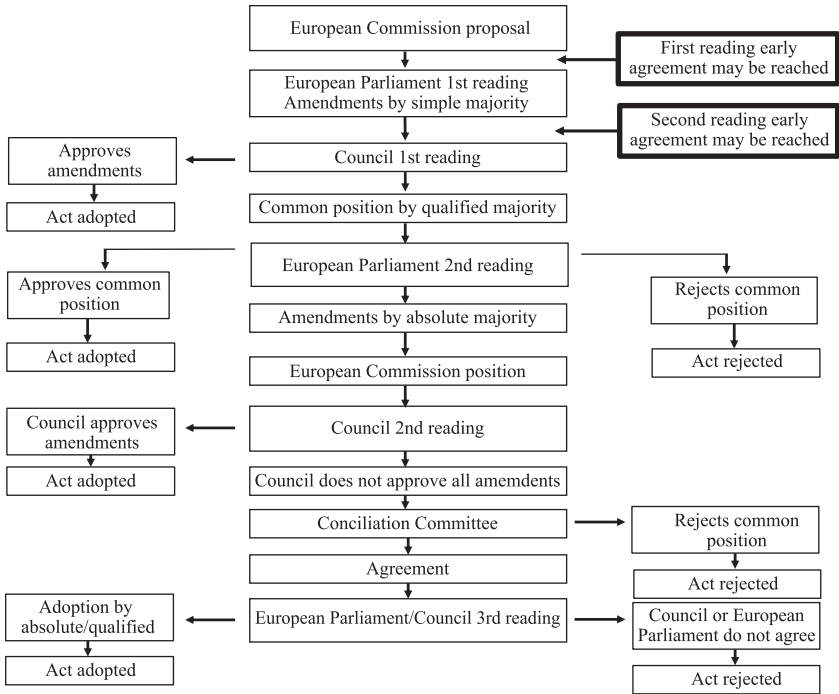 European Commission proposal
First reading early
agreement may be reached
European Parliament 1st reading
Amendments by simple majority
Second reading early
agreement may be reached
Approves
amendments
Council 1st reading
Act adopted
Common position by qualified majority
European Parliament 2nd reading
Approves common
position
Rejects common
position
Amendments by absolute majority
Act adopted
Act rejected
European Commission position
Council approves
amendments
Council 2nd reading
Act adopted
Council does not approve all amemdents
Conciliation Committee
Rejects common
position
Agreement
Act rejected
Adoption by
absolute/qualified
European Parliament/Council 3rd reading
Council or European
Parliament do not agree
Act adopted
Act rejected